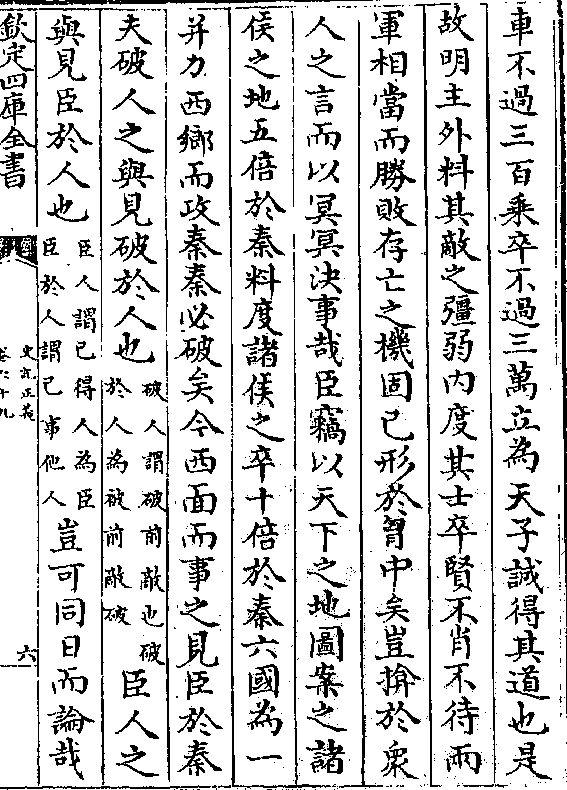 車不過三百乘卒不過三萬立為天子誠得其道也是
故明主外料其敵之彊弱内度其士卒賢不肖不待兩
軍相當而勝敗存亡之機固已形於胷中矣豈揜於衆
人之言而以冥冥決事哉臣竊以天下之地圖案之諸
侯之地五倍於秦料度諸侯之卒十倍於秦六國為一
并力西鄉而攻秦秦必破矣今西面而事之見臣於秦
夫破人之與見破於人也
破人謂破前敵也破
於人為被前敵破
臣人之
與見臣於人也
臣人謂已得人為臣
臣於人謂已事他人
豈可同日而論哉
欽定四庫全書
史記正義
卷六十九
六